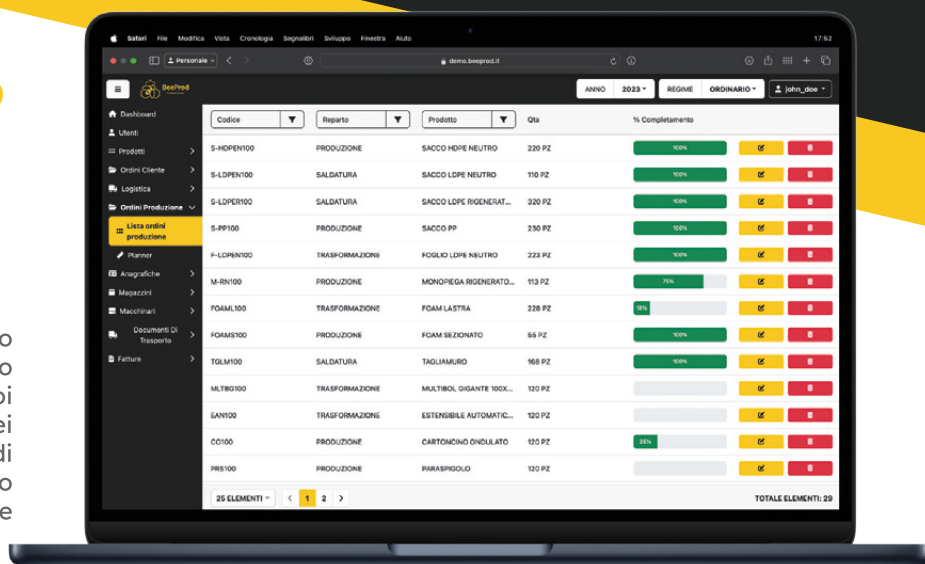 Safari File Modifica Vista Cronologia Segnalibri Sviluppo Finestra Aiuto 17:52
Personale demo.beeprod.it
BeeProd ANNO 2023 REGIME ORDINARIO john_doe
Dashboard
Utenti
Prodotti
Ordini Cliente
Logistica
Ordini Produzione
Lista ordini
produzione
Planner
Anagrafiche
Magazzini
Macchinari
Documenti Di
Trasporto
Fatture
Codice Reparto Prodotto Qta % Completamento
S-HDPEN100 PRODUZIONE SACCO HDPE NEUTRO 220 PZ 100%
S-LDPEN100 SALDATURA SACCO LDPE NEUTRO 110 PZ 100%
S-LDPER100 SALDATURA SACCO LDPE RIGENERAT... 320 PZ 100%
S-PP100 PRODUZIONE SACCO PP 230 PZ 100%
F-LDPEN100 TRASFORMAZIONE FOGLIO LDPE NEUTRO 223 PZ 100%
M-RN100 PRODUZIONE MONOPIEGA RIGENERATO... 113 PZ 75%
FOAML100 TRASFORMAZIONE FOAM LASTRA 228 PZ 18%
FOAMS100 PRODUZIONE FOAM SEZIONATO 55 PZ 100%
TGLM100 SALDATURA TAGLIAMURO 168 PZ 100%
MLTBG100 TRASFORMAZIONE MULTIBOL GIGANTE 100X... 120 PZ
EAN100 TRASFORMAZIONE ESTENSIBILE AUTOMATIC... 120 PZ
CO100 PRODUZIONE CARTONCINO ONDULATO 120 PZ 26%
PRS100 PRODUZIONE PARASPIGOLO 120 PZ
25 ELEMENTI 1 2 TOTALE ELEMENTI: 29
o
o
pi
ei
di
o
e